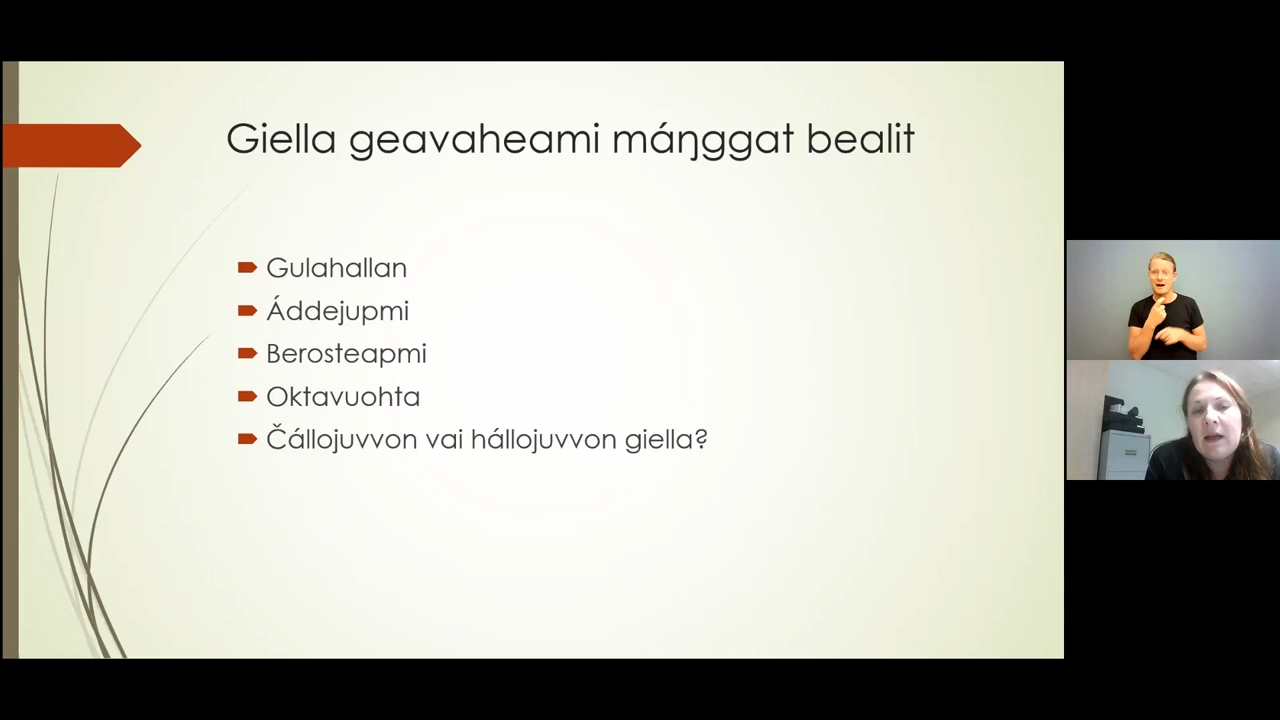 Giella geavaheami máŋggat bealit
Gulahallan
Áddejupmi
Berosteapmi
Oktavuohta
Čállojuvvon vai hállojuvvon giella?